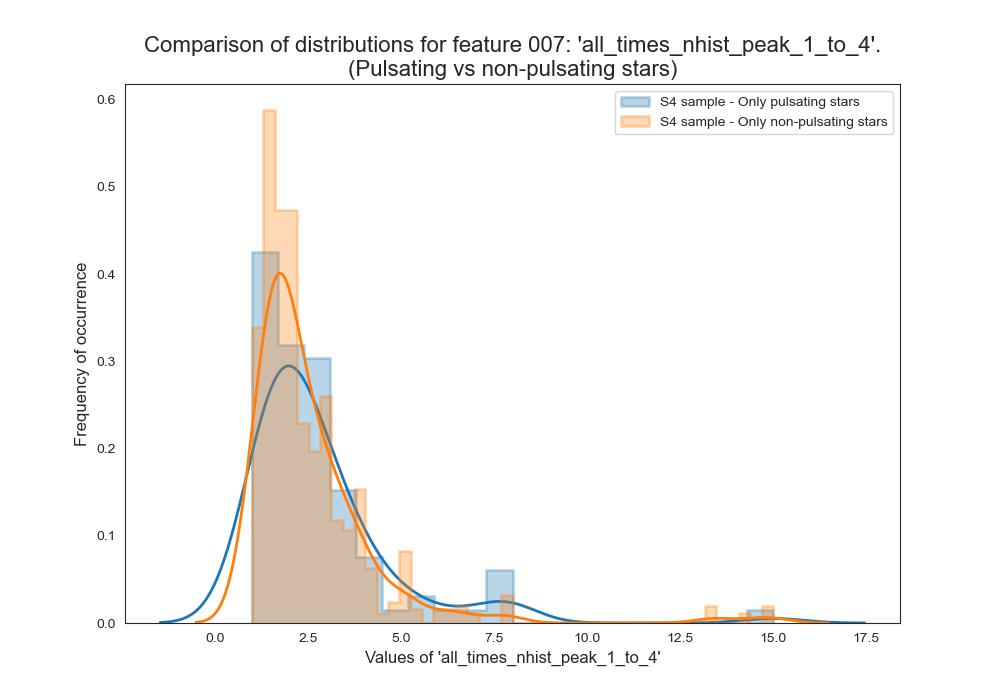 Comparison of distributions for feature 007: 'all_times_nhist_peak_1_to_4'.
(Pulsating vs non-pulsating stars)
S4 sample - Only pulsating stars
S4 sample - Only non-pulsating stars
Frequency of occurrence
0.6
0.5
0.4
0.3
0.2
0.1
0.0
0.0 2.5 5.0 7.5 10.0 12.5 15.0 17.5
Values of 'all_times_nhist_peak_1_to_4'